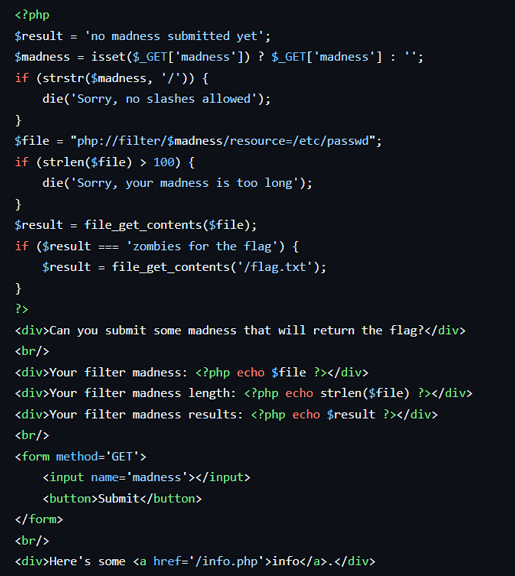 <?php
$result = 'no madness submitted yet';
$madness = isset($_GET['madness']) ? $_GET['madness'] : '';
if (strstr($madness, '/')) {
    die('Sorry, no slashes allowed');
}
$file = "php://filter/$madness/resource=/etc/passwd";
if (strlen($file) > 100) {
    die('Sorry, your madness is too long');
}
$result = file_get_contents($file);
if ($result === 'zombies for the flag') {
    $result = file_get_contents('/flag.txt');
}
?>
<div>Can you submit some madness that will return the flag?</div>
<br/>
<div>Your filter madness: <?php echo $file ?></div>
<div>Your filter madness length: <?php echo strlen($file) ?></div>
<div>Your filter madness results: <?php echo $result ?></div>
<br/>
<form method='GET'>
    <input name='madness'></input>
    <button>Submit</button>
</form>
<br/>
<div>Here's some <a href='/info.php'>info</a>.</div>